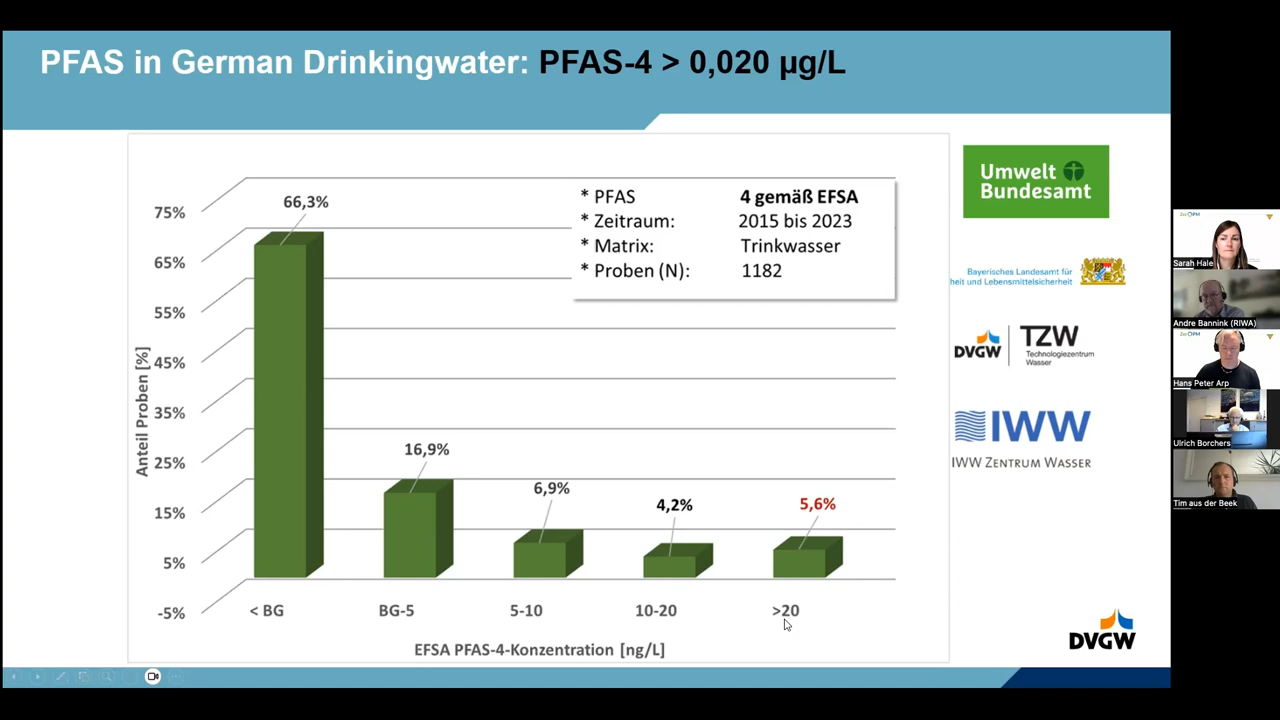 PFAS in German Drinkingwater: PFAS-4 > 0,020 µg/L
* PFAS 4 gemäß EFSA
* Zeitraum: 2015 bis 2023
* Matrix: Trinkwasser
* Proben (N): 1182
75%
65%
55%
45%
35%
25%
15%
5%
-5%
Anteil Proben [%]
66,3%
16,9%
6,9%
4,2%
5,6%
< BG
BG-5
5-10
10-20
>20
EFSA PFAS-4-Konzentration [ng/L]
Umwelt
Bundesamt
Bayerisches Landesamt für
heit und Lebensmittelsicherheit
DVGW
TZW
Technologiezentrum
Wasser
IWW
IWW ZENTRUM WASSER
DVGW
Sarah Hale
Andre Bannink (RIWA)
Hans Peter Arp
Ulrich Borchers
Tim aus der Beek